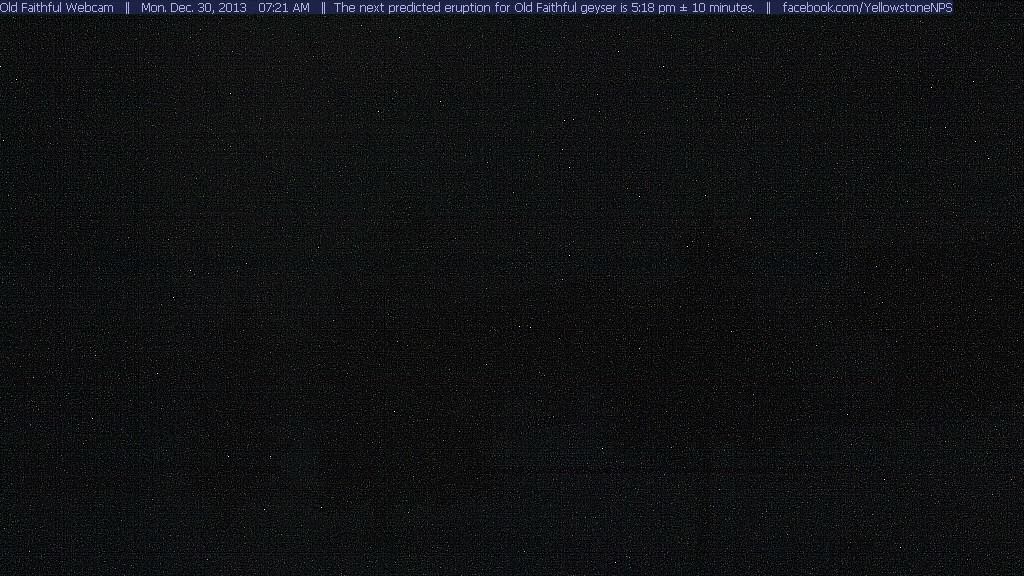 Old Faithful Webcam || Mon. Dec. 30, 2013 07:21 AM || The next predicted eruption for Old Faithful geyser is 5:18 pm ± 10 minutes. || facebook.com/YellowstoneNPS